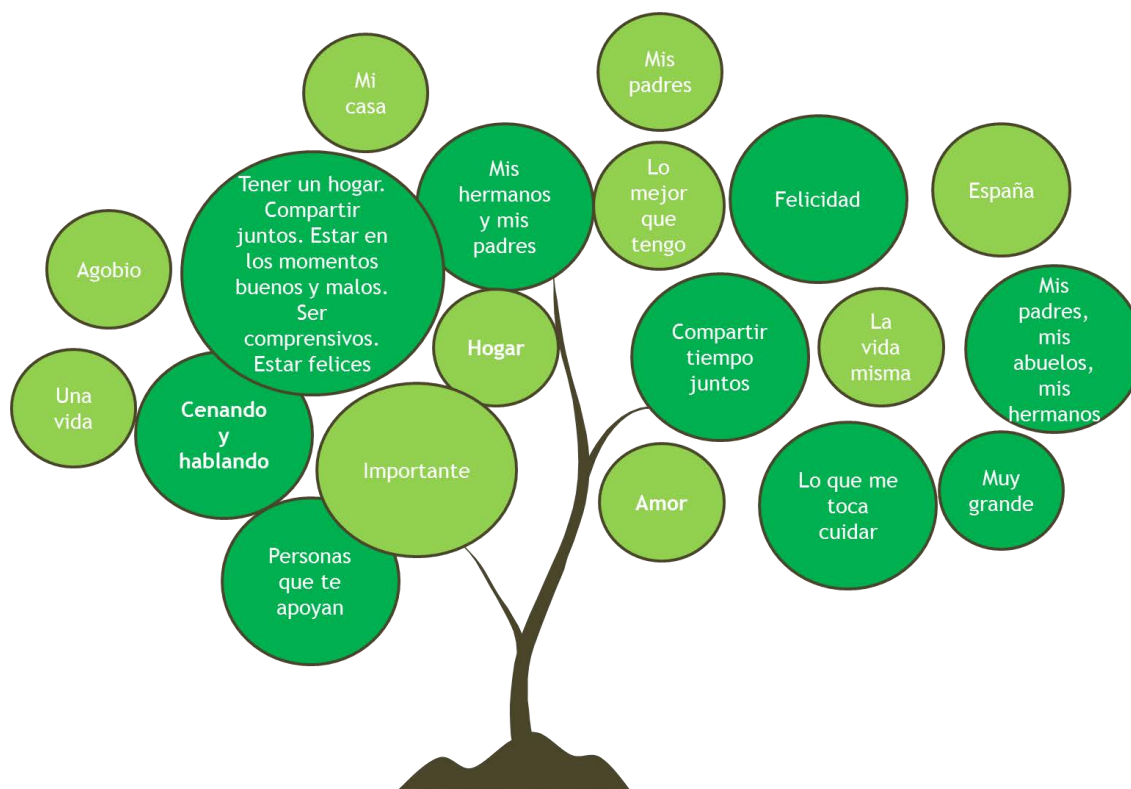 Mi
casa
Mis
padres
Tener un hogar.
Compartir
juntos. Estar en
los momentos
buenos y malos.
Ser
comprensivos.
Estar felices
Mis
hermanos
y mis
padres
Lo
mejor
que
tengo
Felicidad
España
Agobio
Hogar
Compartir
tiempo
juntos
La
vida
misma
Mis
padres,
mis
abuelos,
mis
hermanos
Una
vida
Cenando
y
hablando
Importante
Amor
Lo que me
toca
cuidar
Muy
grande
Personas
que te
apoyan